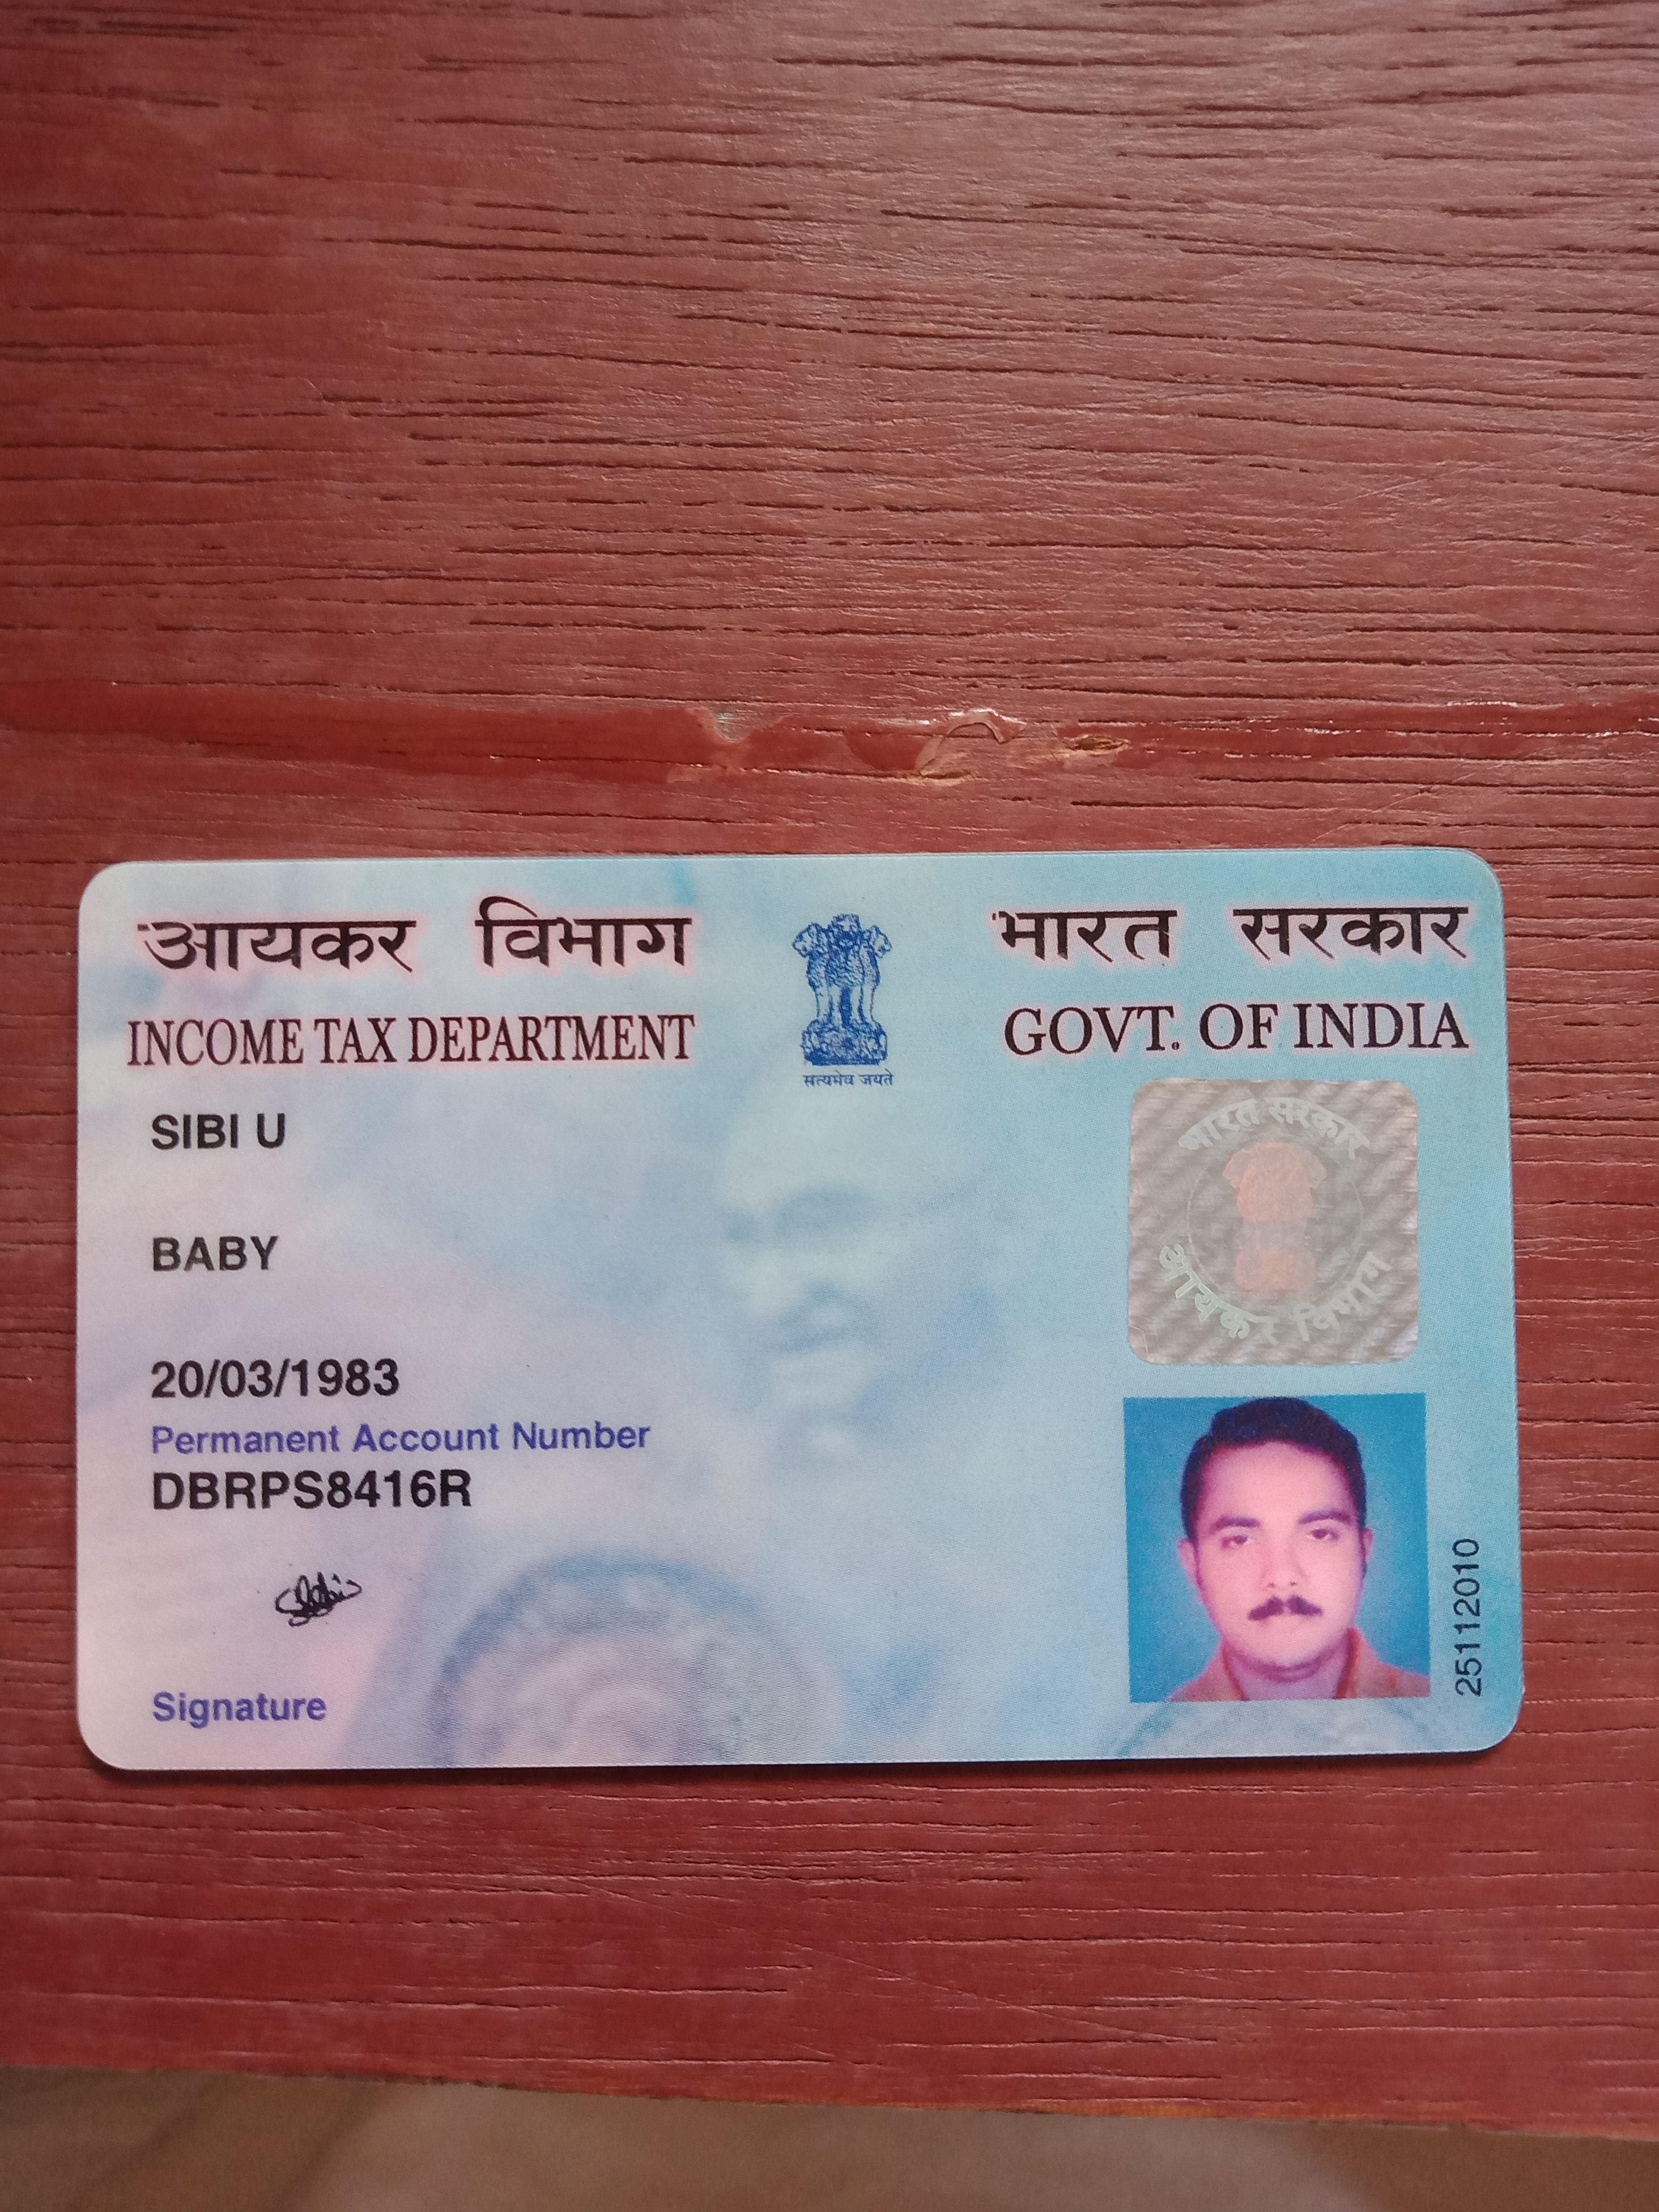 आयकर विभाग
INCOME TAX DEPARTMENT
सत्यमेव जयते
भारत सरकार
GOVT. OF INDIA
SIBI U
BABY
20/03/1983
Permanent Account Number
DBRPS8416R
Signature
भारत सरकार
आयकर विभाग
25112010